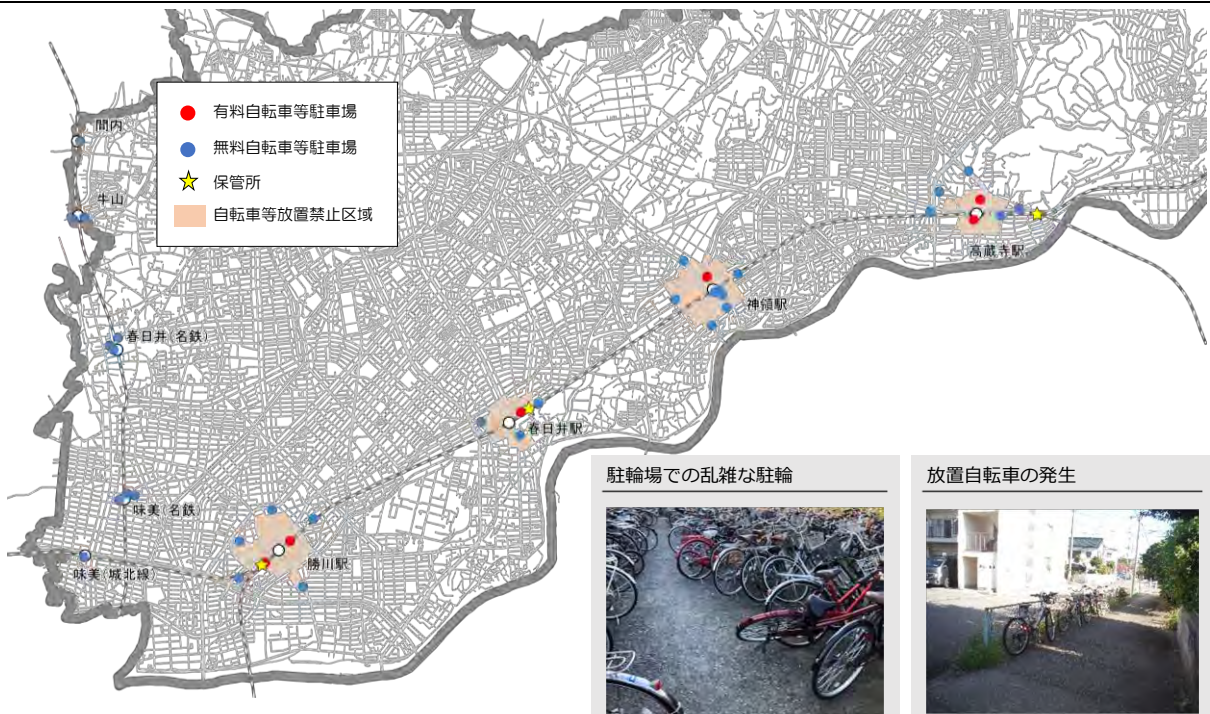 有料自転車等駐車場
無料自転車等駐車場
保管所
自転車等放置禁止区域
間内
牛山
春日井(名鉄)
味美(名鉄)
味美(城北線)
勝川駅
春日井駅
神領駅
高蔵寺駅
駐輪場での乱雑な駐輪
放置自転車の発生